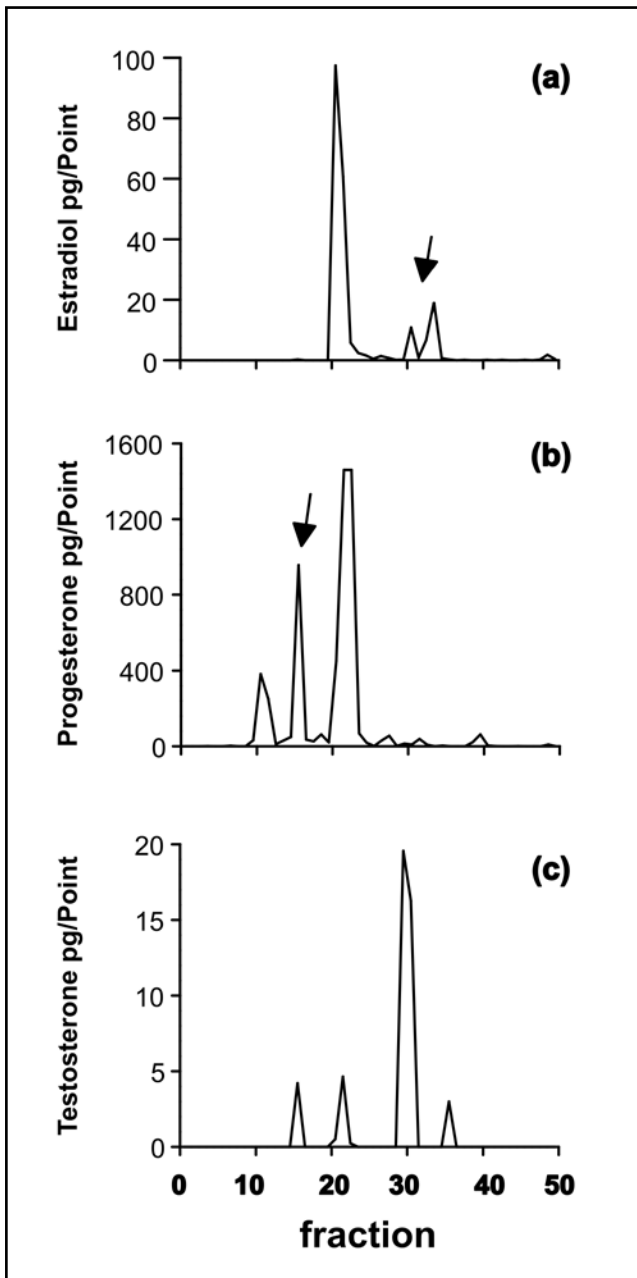 (a)
Estradiol pg/Point
100
80
60
40
20
0
(b)
Progesterone pg/Point
1600
1200
800
400
0
(c)
Testosterone pg/Point
20
15
10
5
0
0 10 20 30 40 50
fraction